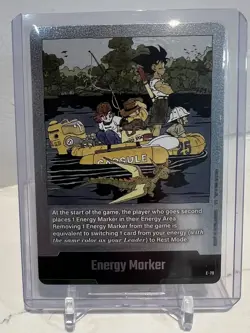 CAPSULE
25
At the start of the game, the player who goes second
places 1 Energy Marker in their Energy Area.
Removing 1 Energy Marker from the game is
equivalent to switching 1 card from your energy (with
the same color as your Leader) to Rest Mode.
Energy Marker